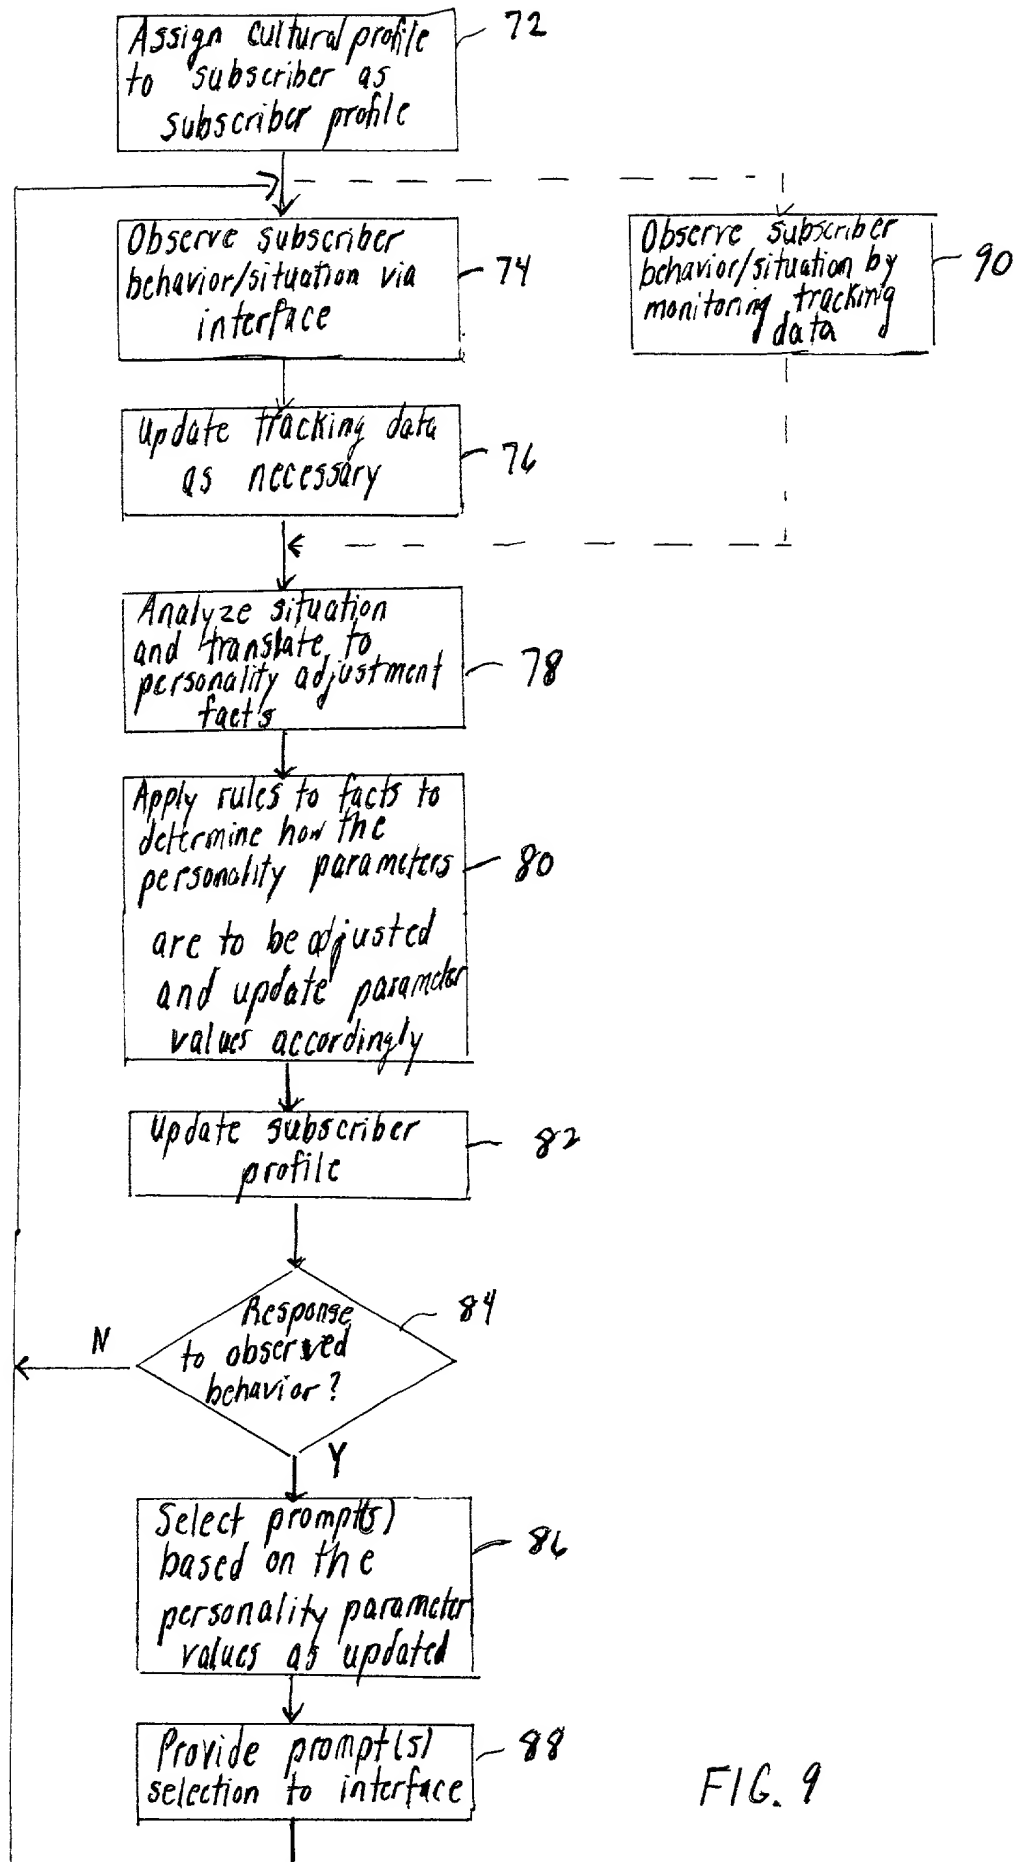 Assign cultural profile
to subscriber as
subscriber profile
72
Observe subscriber
behavior/situation via
interface
74
Observe subscriber
behavior/situation by
monitoring tracking
data
90
Update tracking data
as necessary
76
Analyze situation
and translate to
personality adjustment
facts
78
Apply rules to facts to
determine how the
personality parameters
are to be adjusted
and update parameter
values accordingly
80
Update subscriber
profile
82
Response
to observed
behavior?
84
N
Y
Select prompt(s)
based on the
personality parameter
values as updated
86
Provide prompt(s)
selection to interface
88
FIG. 9